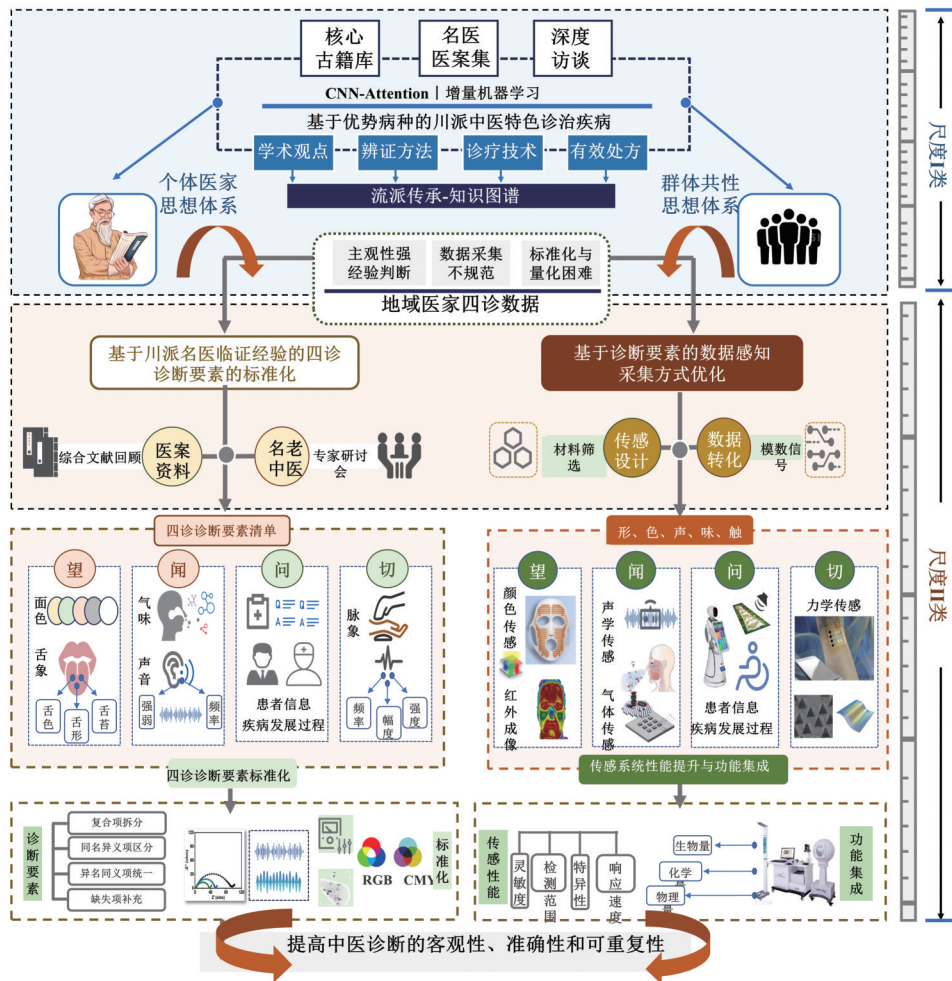 核心
古籍库
名医
医案集
深度
访谈
CNN-Attention | 增量机器学习
基于优势病种的川派中医特色诊治疾病
学术观点
辨证方法
诊疗技术
有效处方
流派传承-知识图谱
个体医家
思想体系
群体共性
思想体系
主观性强
经验判断
数据采集
不规范
标准化与
量化困难
地域医家四诊数据
尺度I类
基于川派名医临证经验的四诊
诊断要素的标准化
基于诊断要素的数据感知
采集方式优化
综合文献回顾
医案
资料
名老
中医
专家研讨
会
材料筛
选
传感
设计
数据
转化
模数信
号
尺度II类
四诊诊断要素清单
望
闻
问
切
面
色
舌
象
舌
色
舌
形
舌
苔
气
味
声
音
强
弱
频
率
Q
A
Q
A
患者信息
疾病发展过程
脉
象
频
率
幅
度
强
度
形、色、声、味、触
望
闻
问
切
颜
色
传
感
红
外
成
像
声
学
传
感
气
体
传
感
患者信息
疾病发展过程
力学传感
四诊诊断要素标准化
传感系统性能提升与功能集成
诊
断
要
素
复合项拆分
同名异义项区分
异名同义项统一
缺失项补充
RGB
CMY
标
准
化
传
感
性
能
灵
敏
度
检
测
范
围
特
异
性
响
应
速
度
生物量
化学
量
物理
量
功
能
集
成
提高中医诊断的客观性、准确性和可重复性